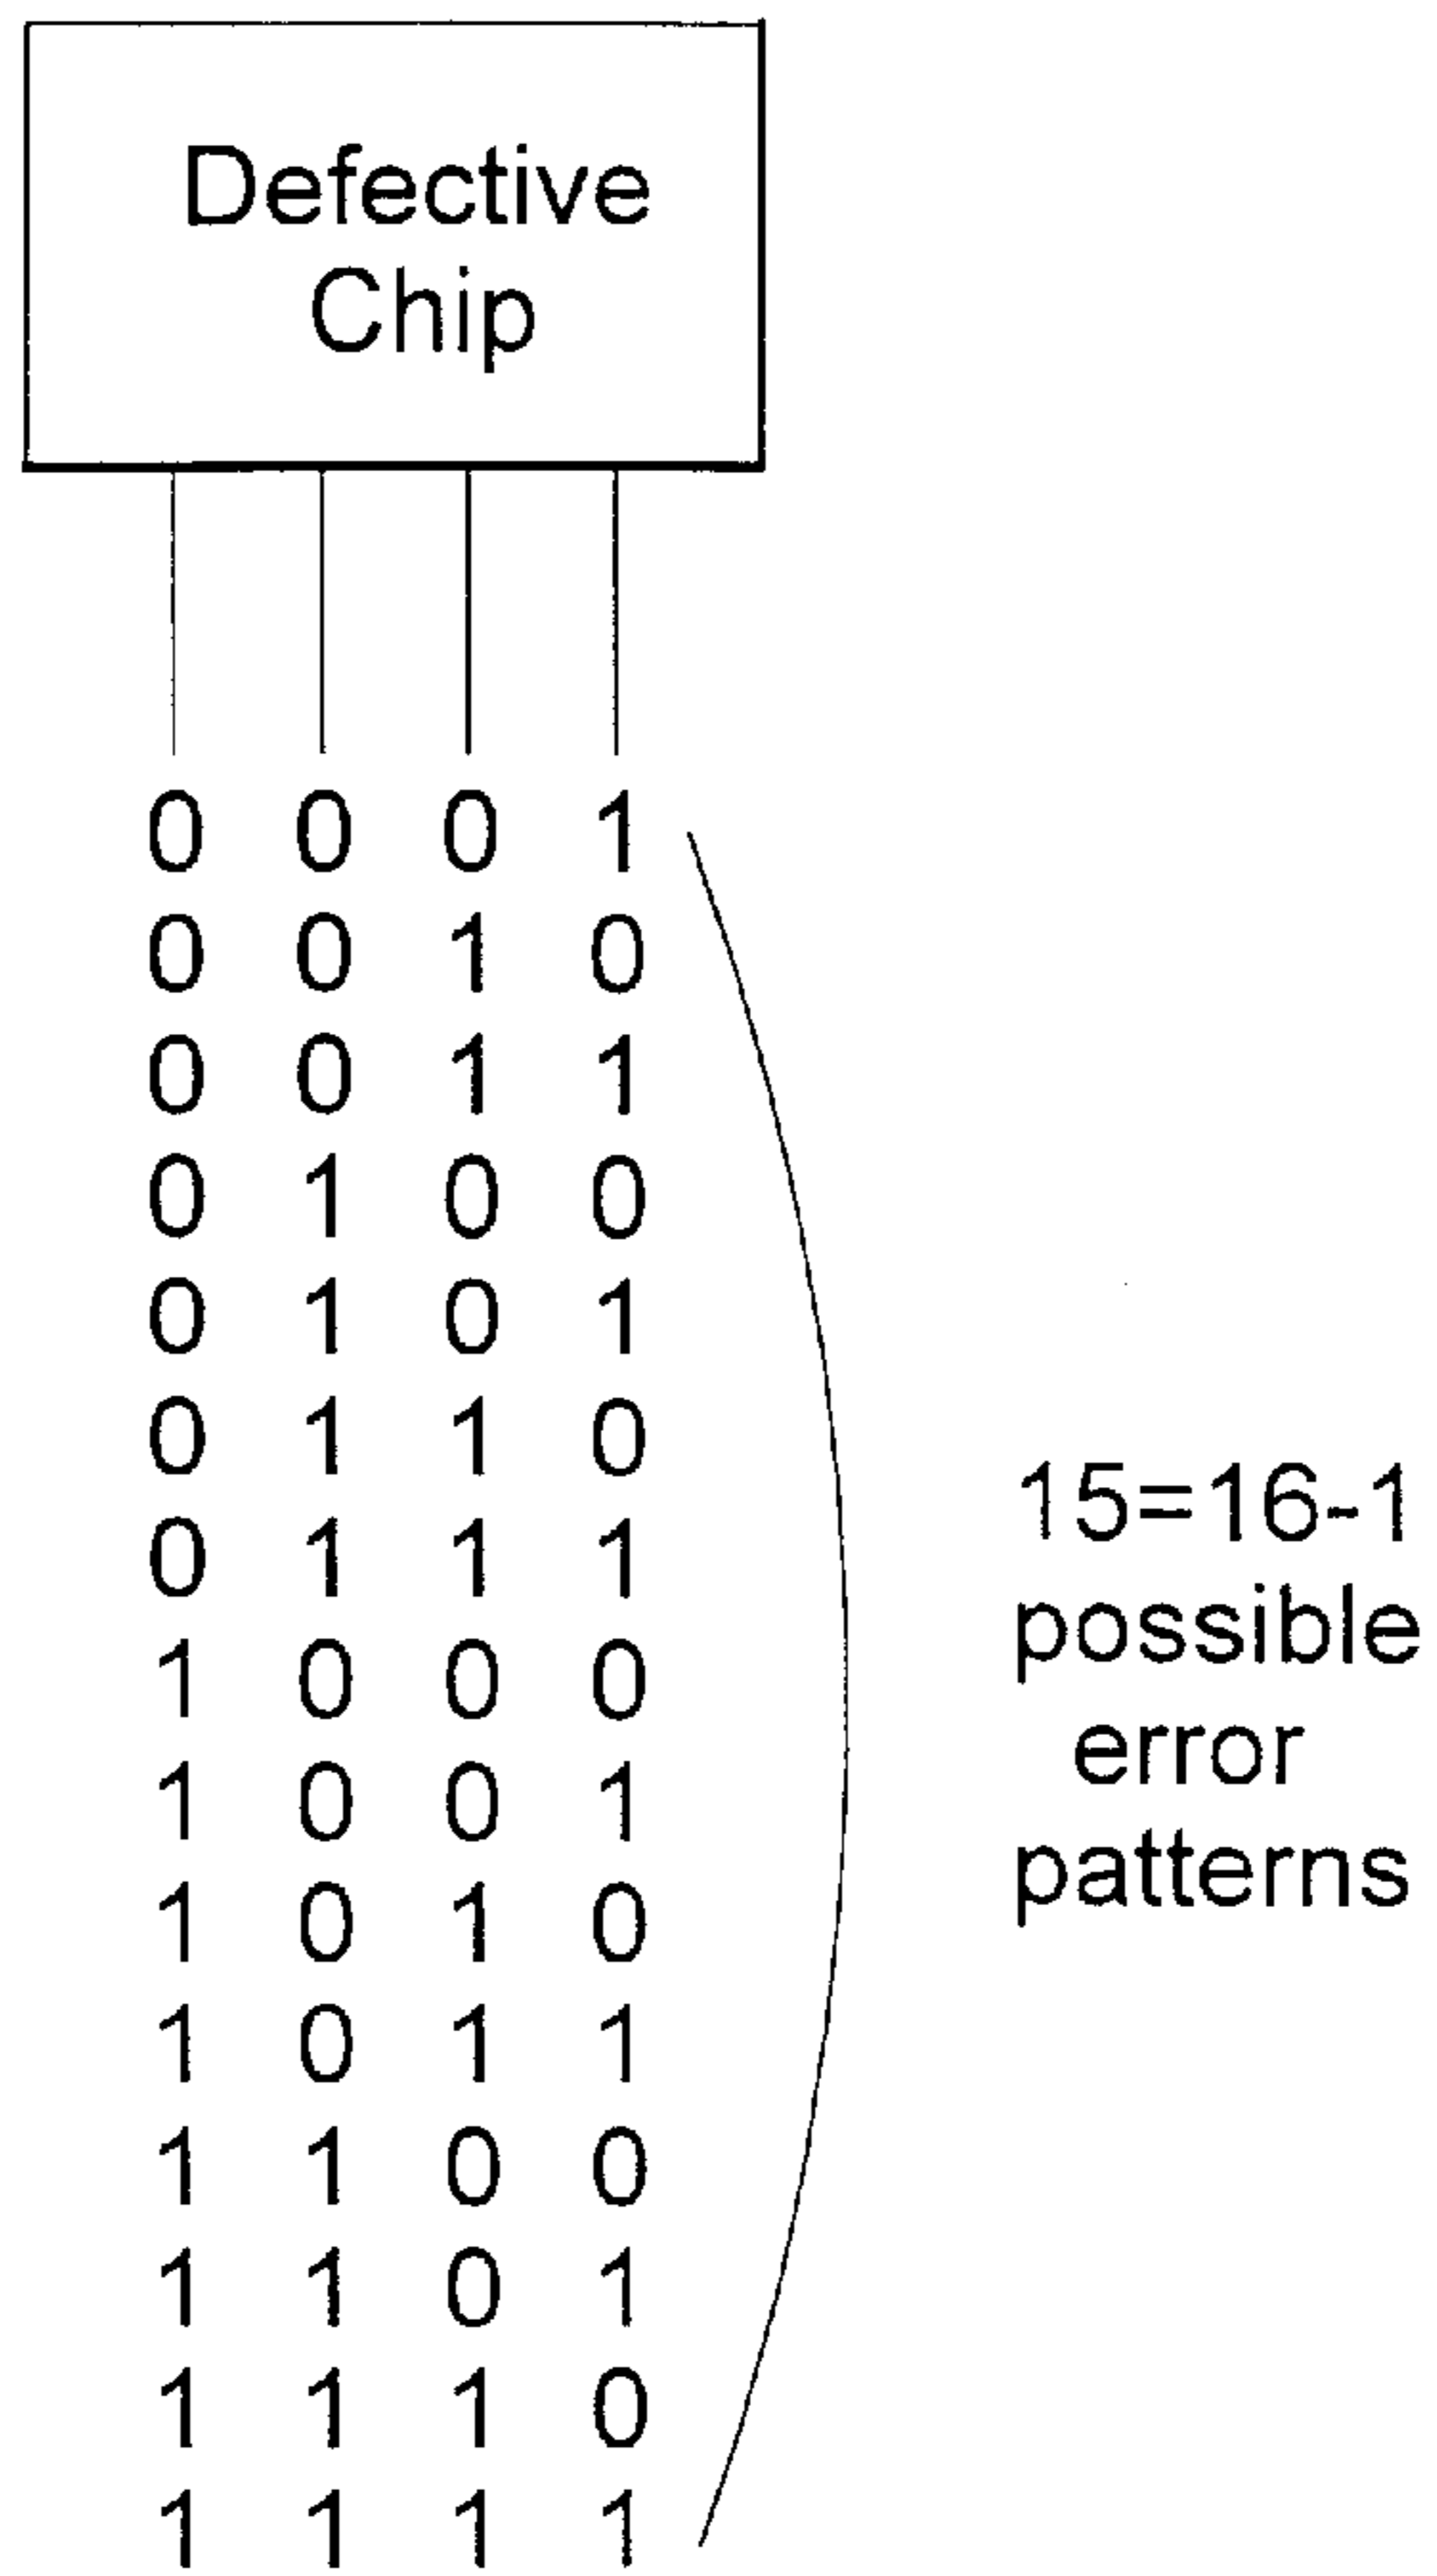 Defective
Chip
0 0 0 1
0 0 1 0
0 0 1 1
0 1 0 0
0 1 0 1
0 1 1 0
0 1 1 1
1 0 0 0
1 0 0 1
1 0 1 0
1 0 1 1
1 1 0 0
1 1 0 1
1 1 1 0
1 1 1 1
15=16-1
possible
error
patterns